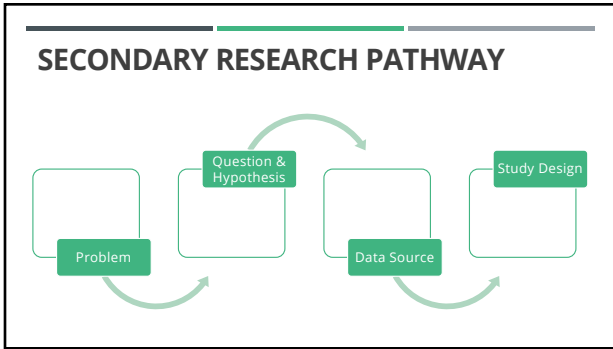 SECONDARY RESEARCH PATHWAY
Problem
Question &
Hypothesis
Data Source
Study Design